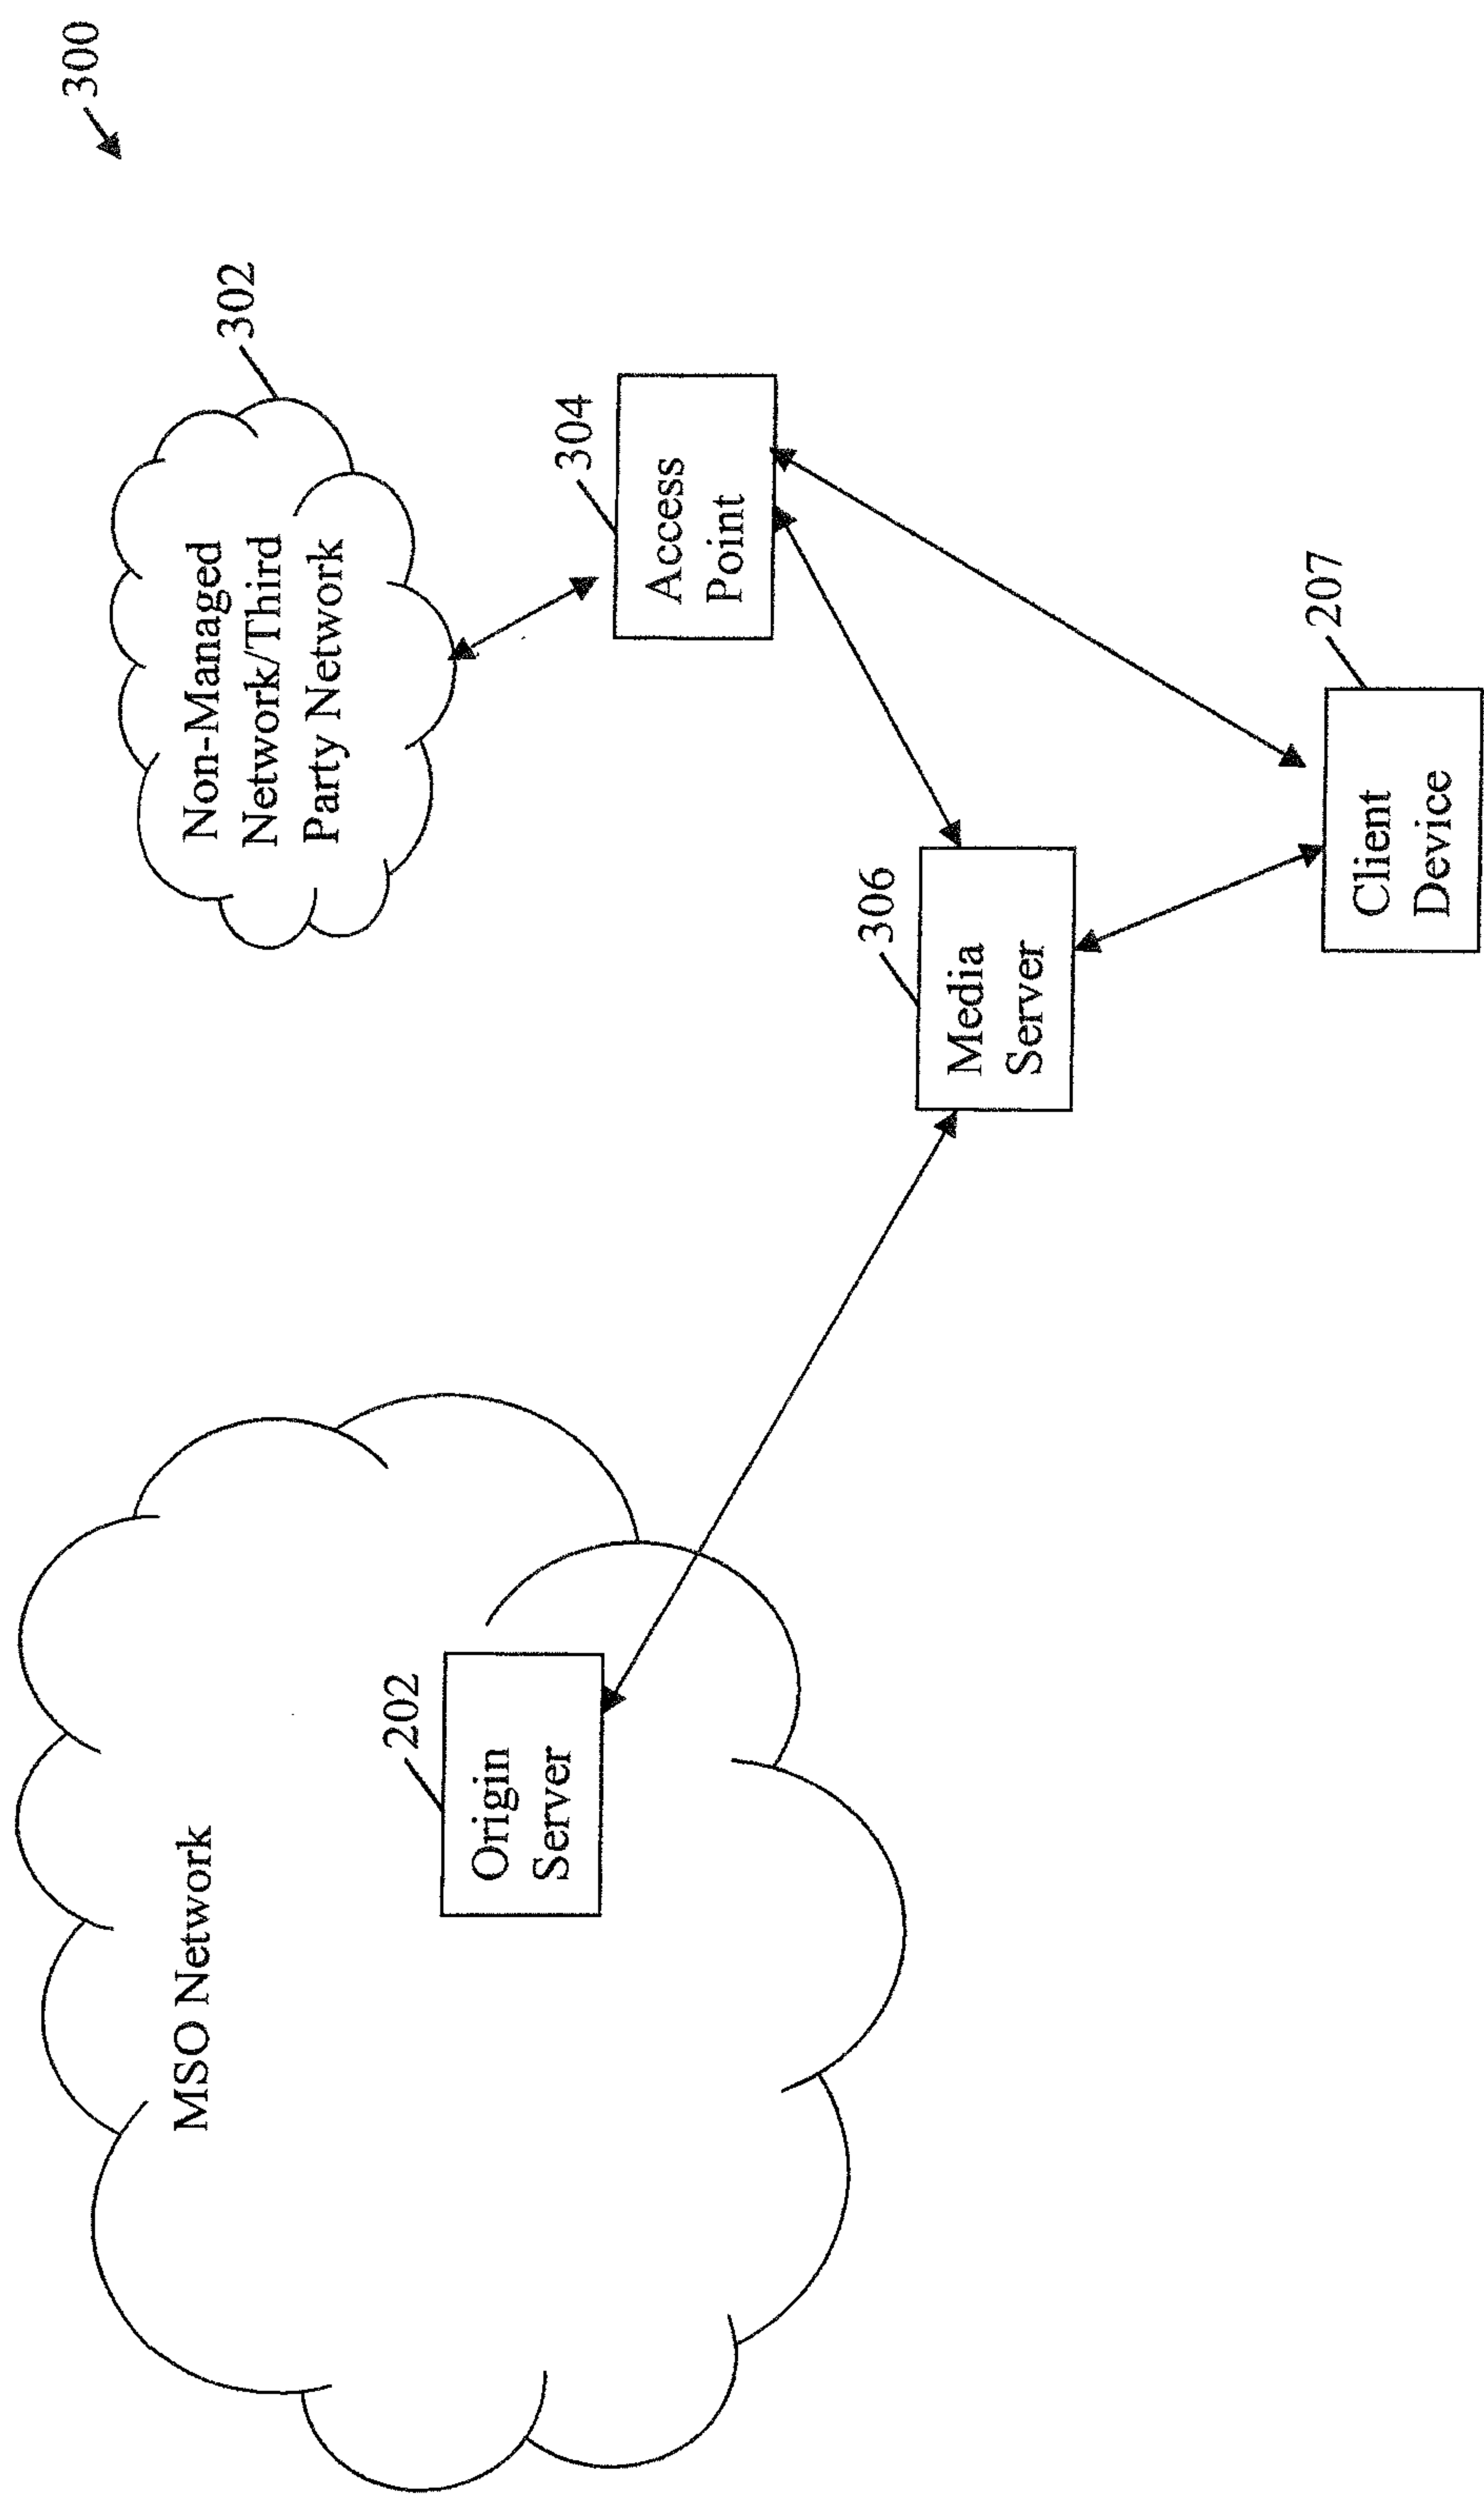 300
MSO Network
202
Origin
Server
302
Non-Managed
Network/Third
Party Network
304
Access
Point
306
Media
Server
207
Client
Device